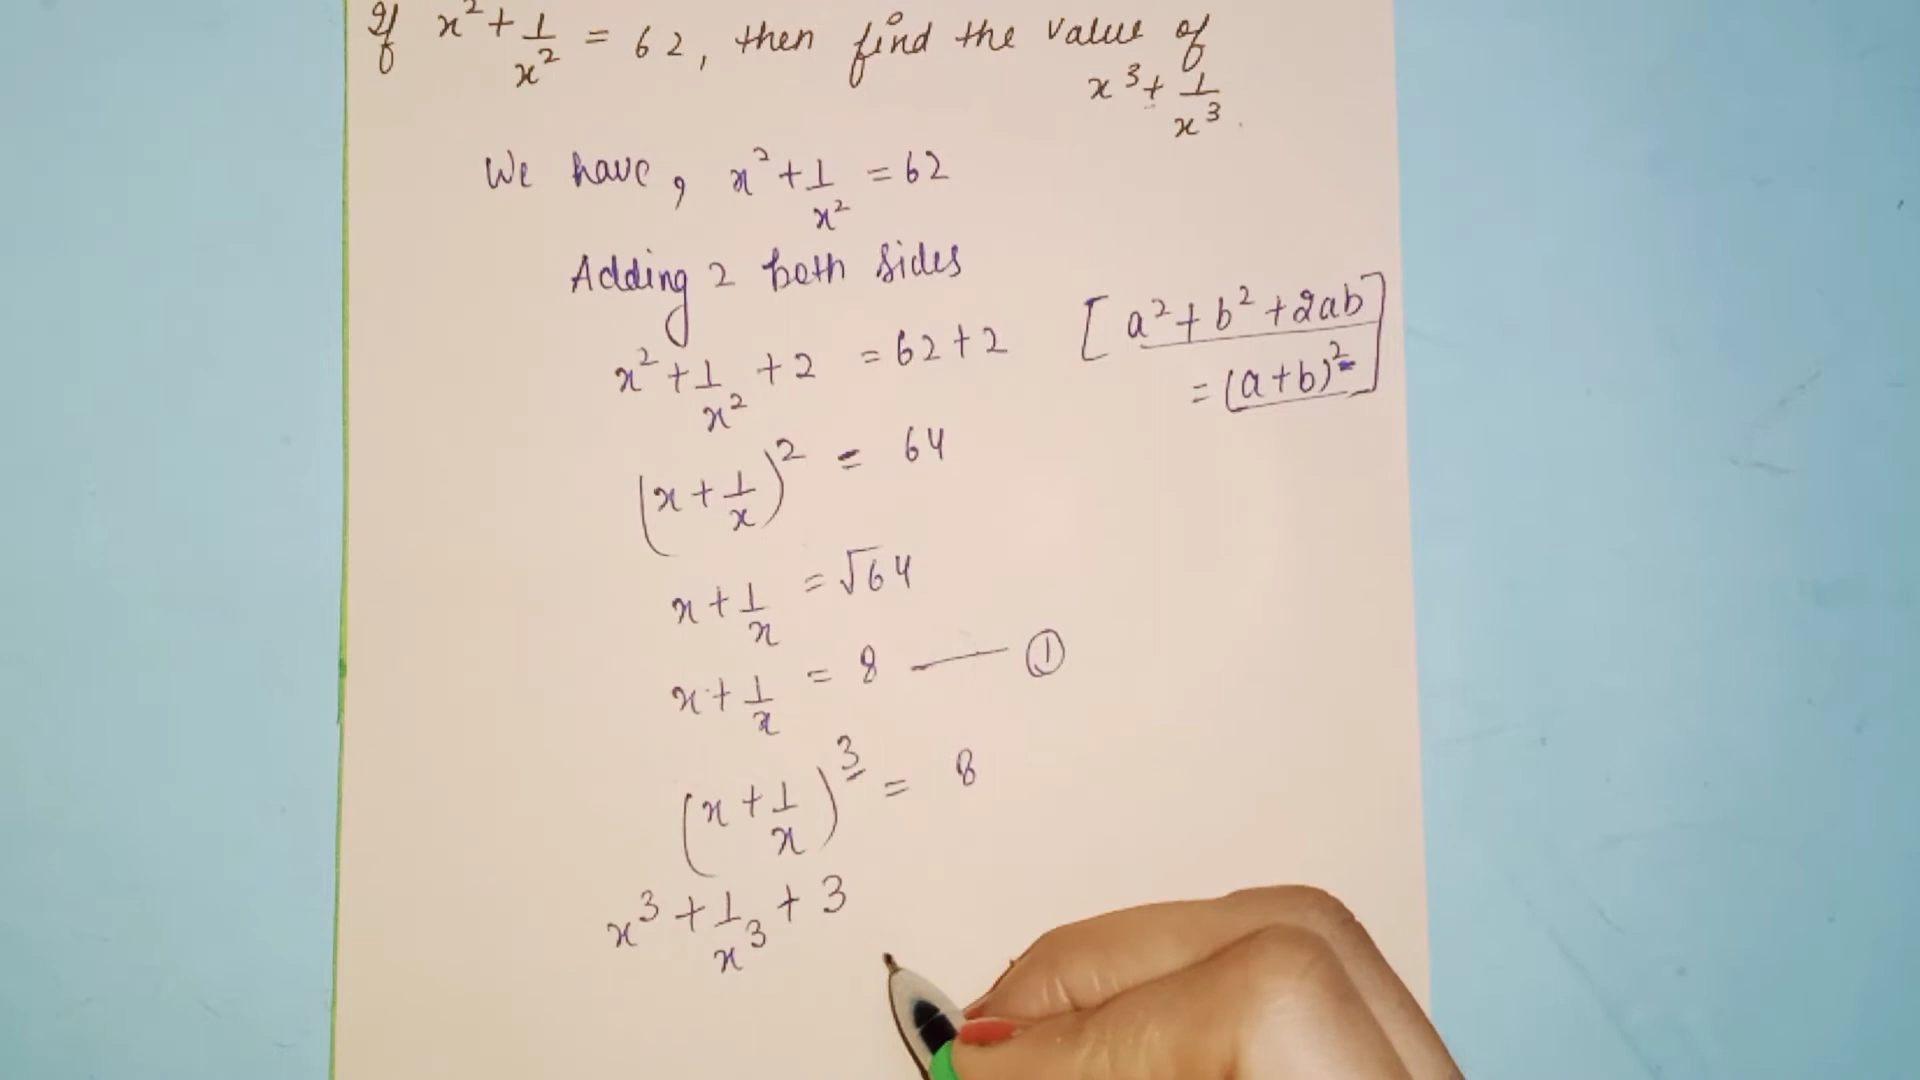 If x² + 1/x² = 62, then find the value of
x³ + 1/x³.
We have, x² + 1/x² = 62
Adding 2 both sides
x² + 1/x² + 2 = 62 + 2 [a² + b² + 2ab
= (a+b)²]
(x + 1/x)² = 64
x + 1/x = √64
x + 1/x = 8 —— ①
(x + 1/x)³ = 8
x³ + 1/x³ + 3